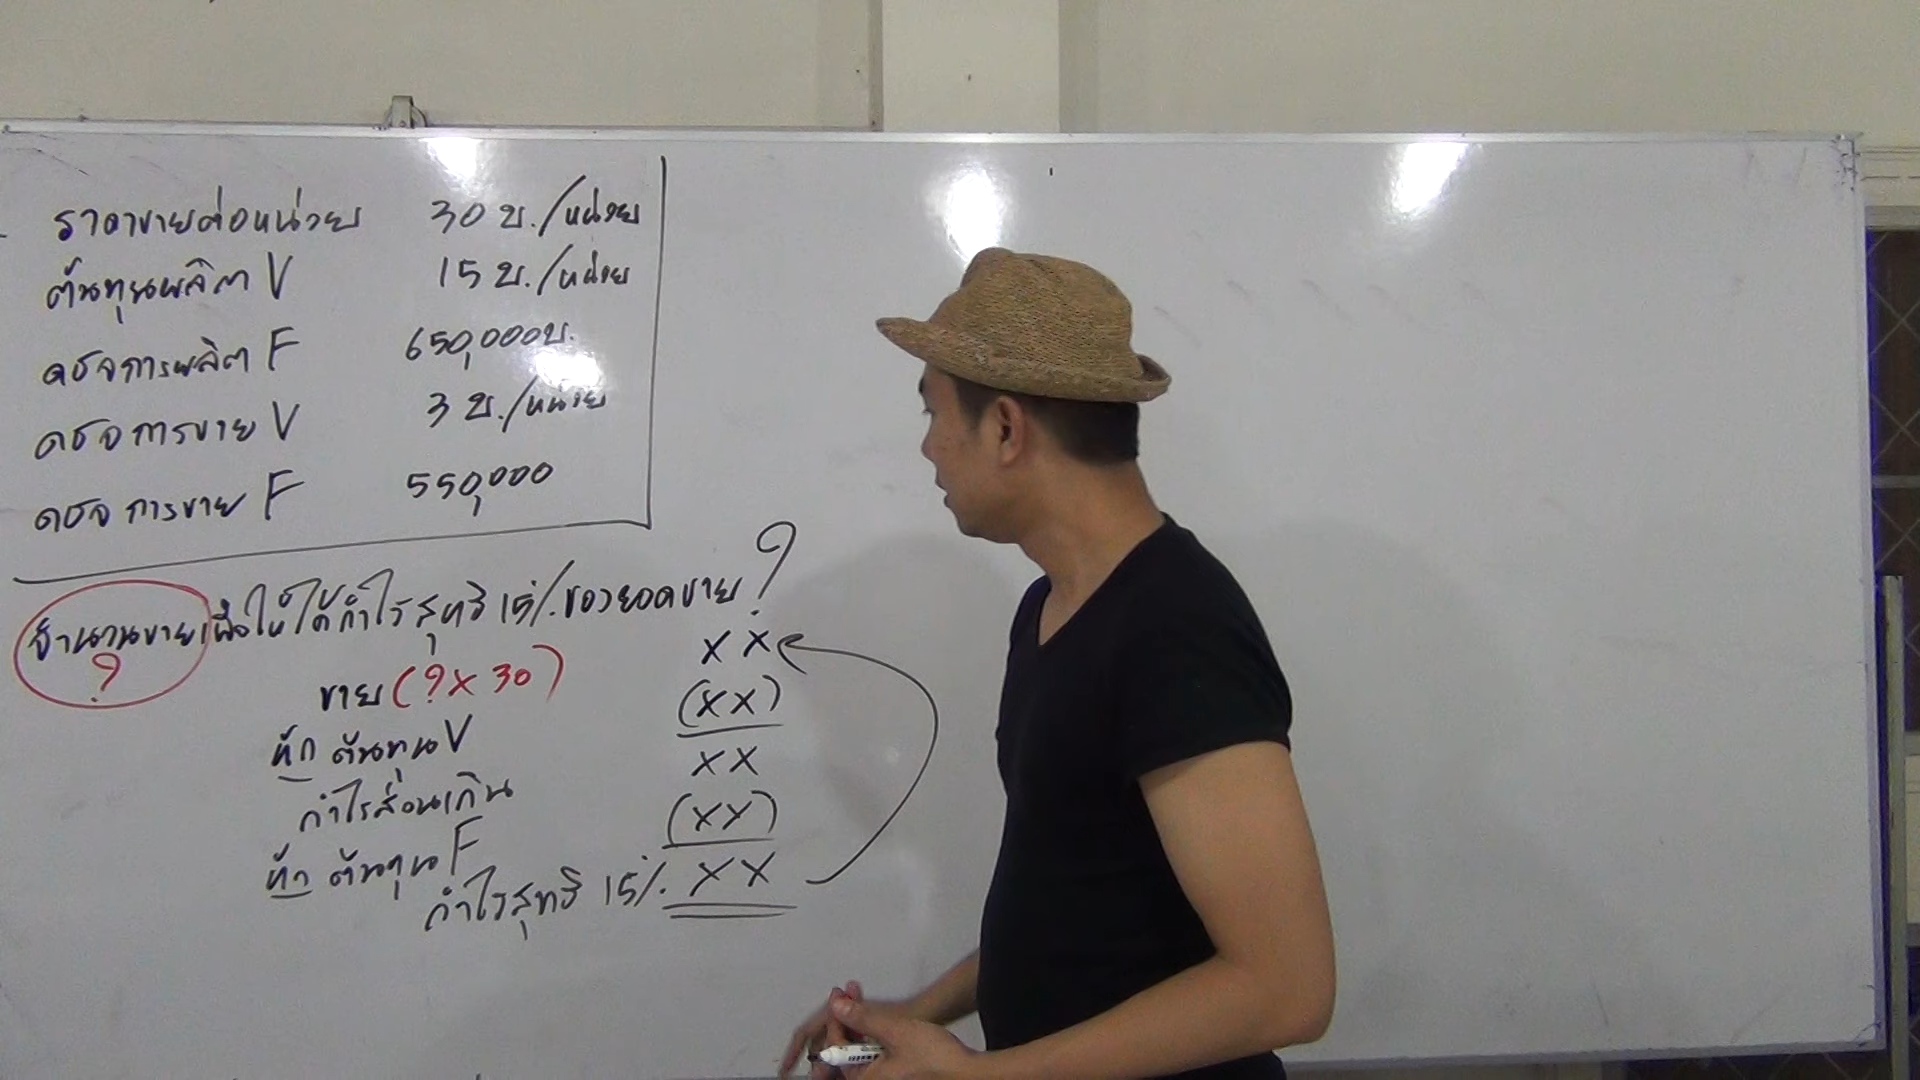 ราคาขายต่อหน่วย 30 บ./หน่วย
ต้นทุนผลิต V 15 บ./หน่วย
คชจ การผลิต F 650,000 บ.
คชจ การขาย V 3 บ./หน่วย
คชจ การขาย F 550,000
จำนวนขายเพื่อให้ได้กำไรสุทธิ 15% ของยอดขาย ?
?
ขาย (? x 30) xx
หัก ต้นทุน V (xx)
กำไรส่วนเกิน xx
หัก ต้นทุน F (xx)
กำไรสุทธิ 15% xx